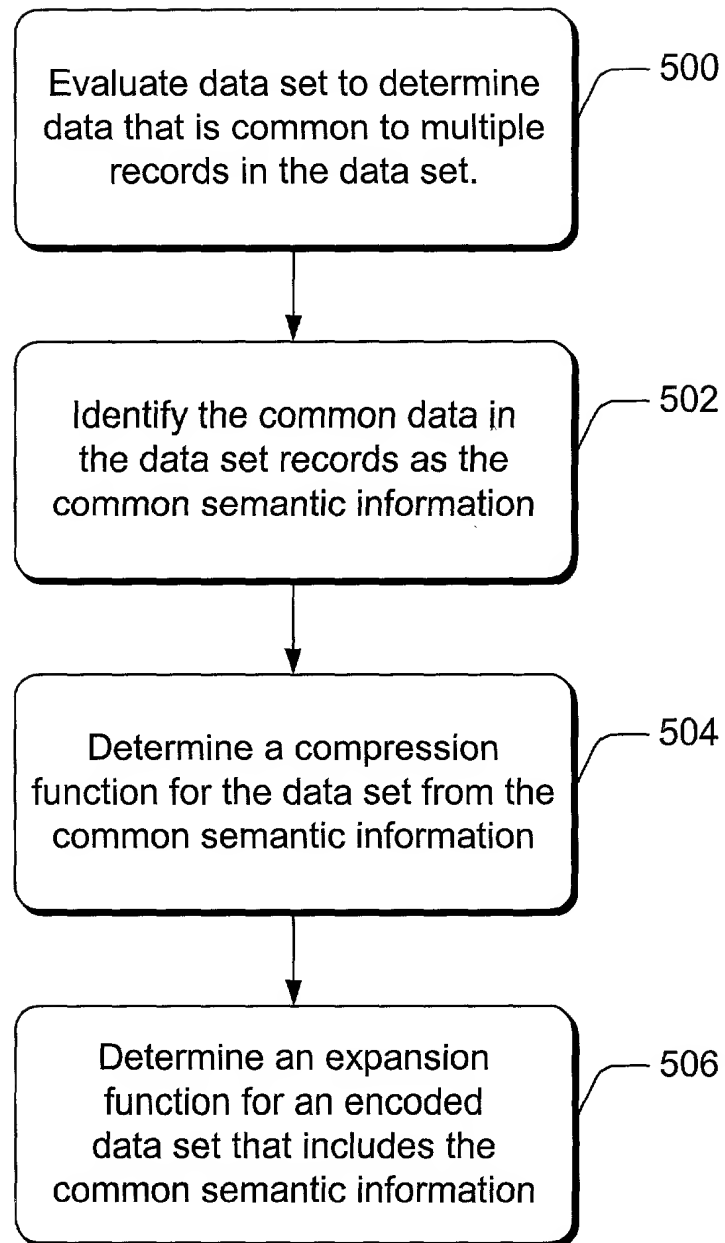 Evaluate data set to determine
data that is common to multiple
records in the data set.
500
Identify the common data in
the data set records as the
common semantic information
502
Determine a compression
function for the data set from the
common semantic information
504
Determine an expansion
function for an encoded
data set that includes the
common semantic information
506